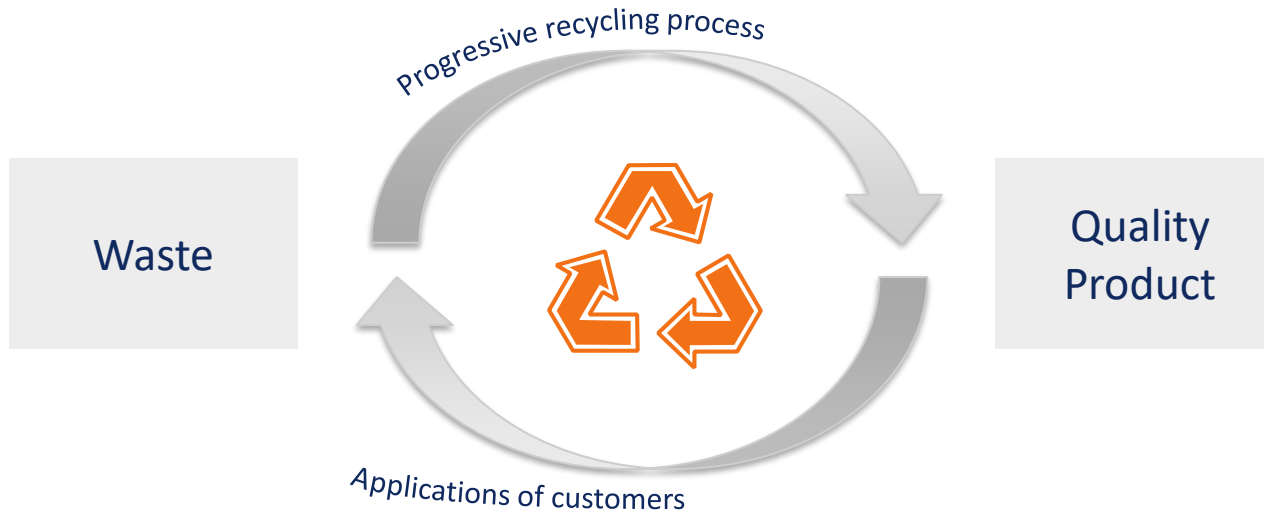 Progressive recycling process
Waste
Quality
Product
Applications of customers